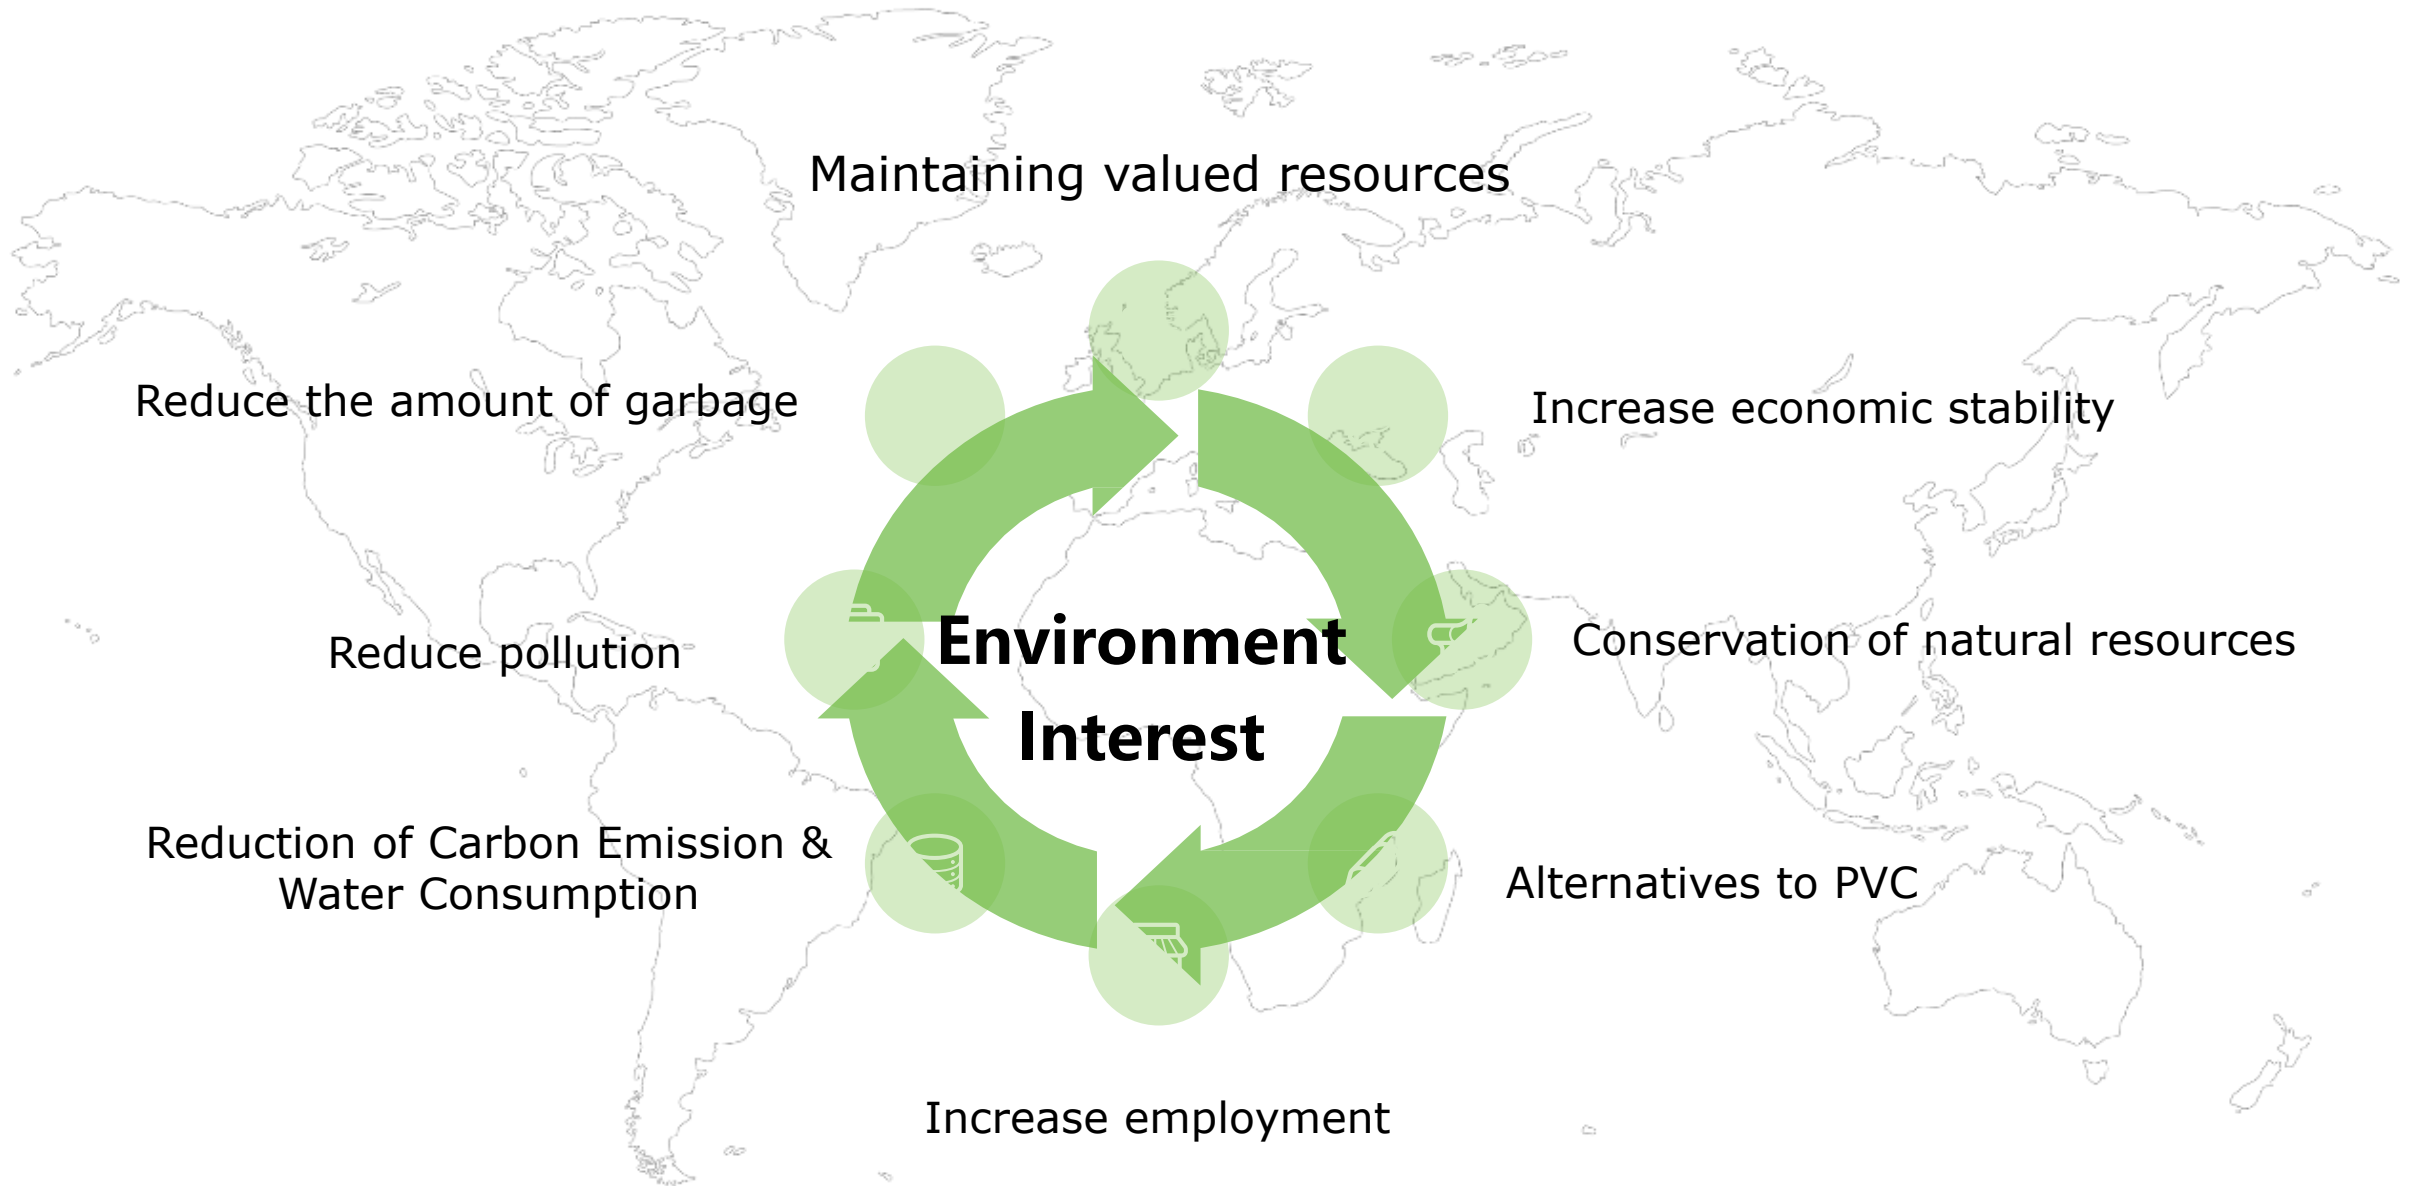 Maintaining valued resources
Reduce the amount of garbage
Increase economic stability
Environment
Interest
Reduce pollution
Conservation of natural resources
Reduction of Carbon Emission &
Water Consumption
Alternatives to PVC
Increase employment